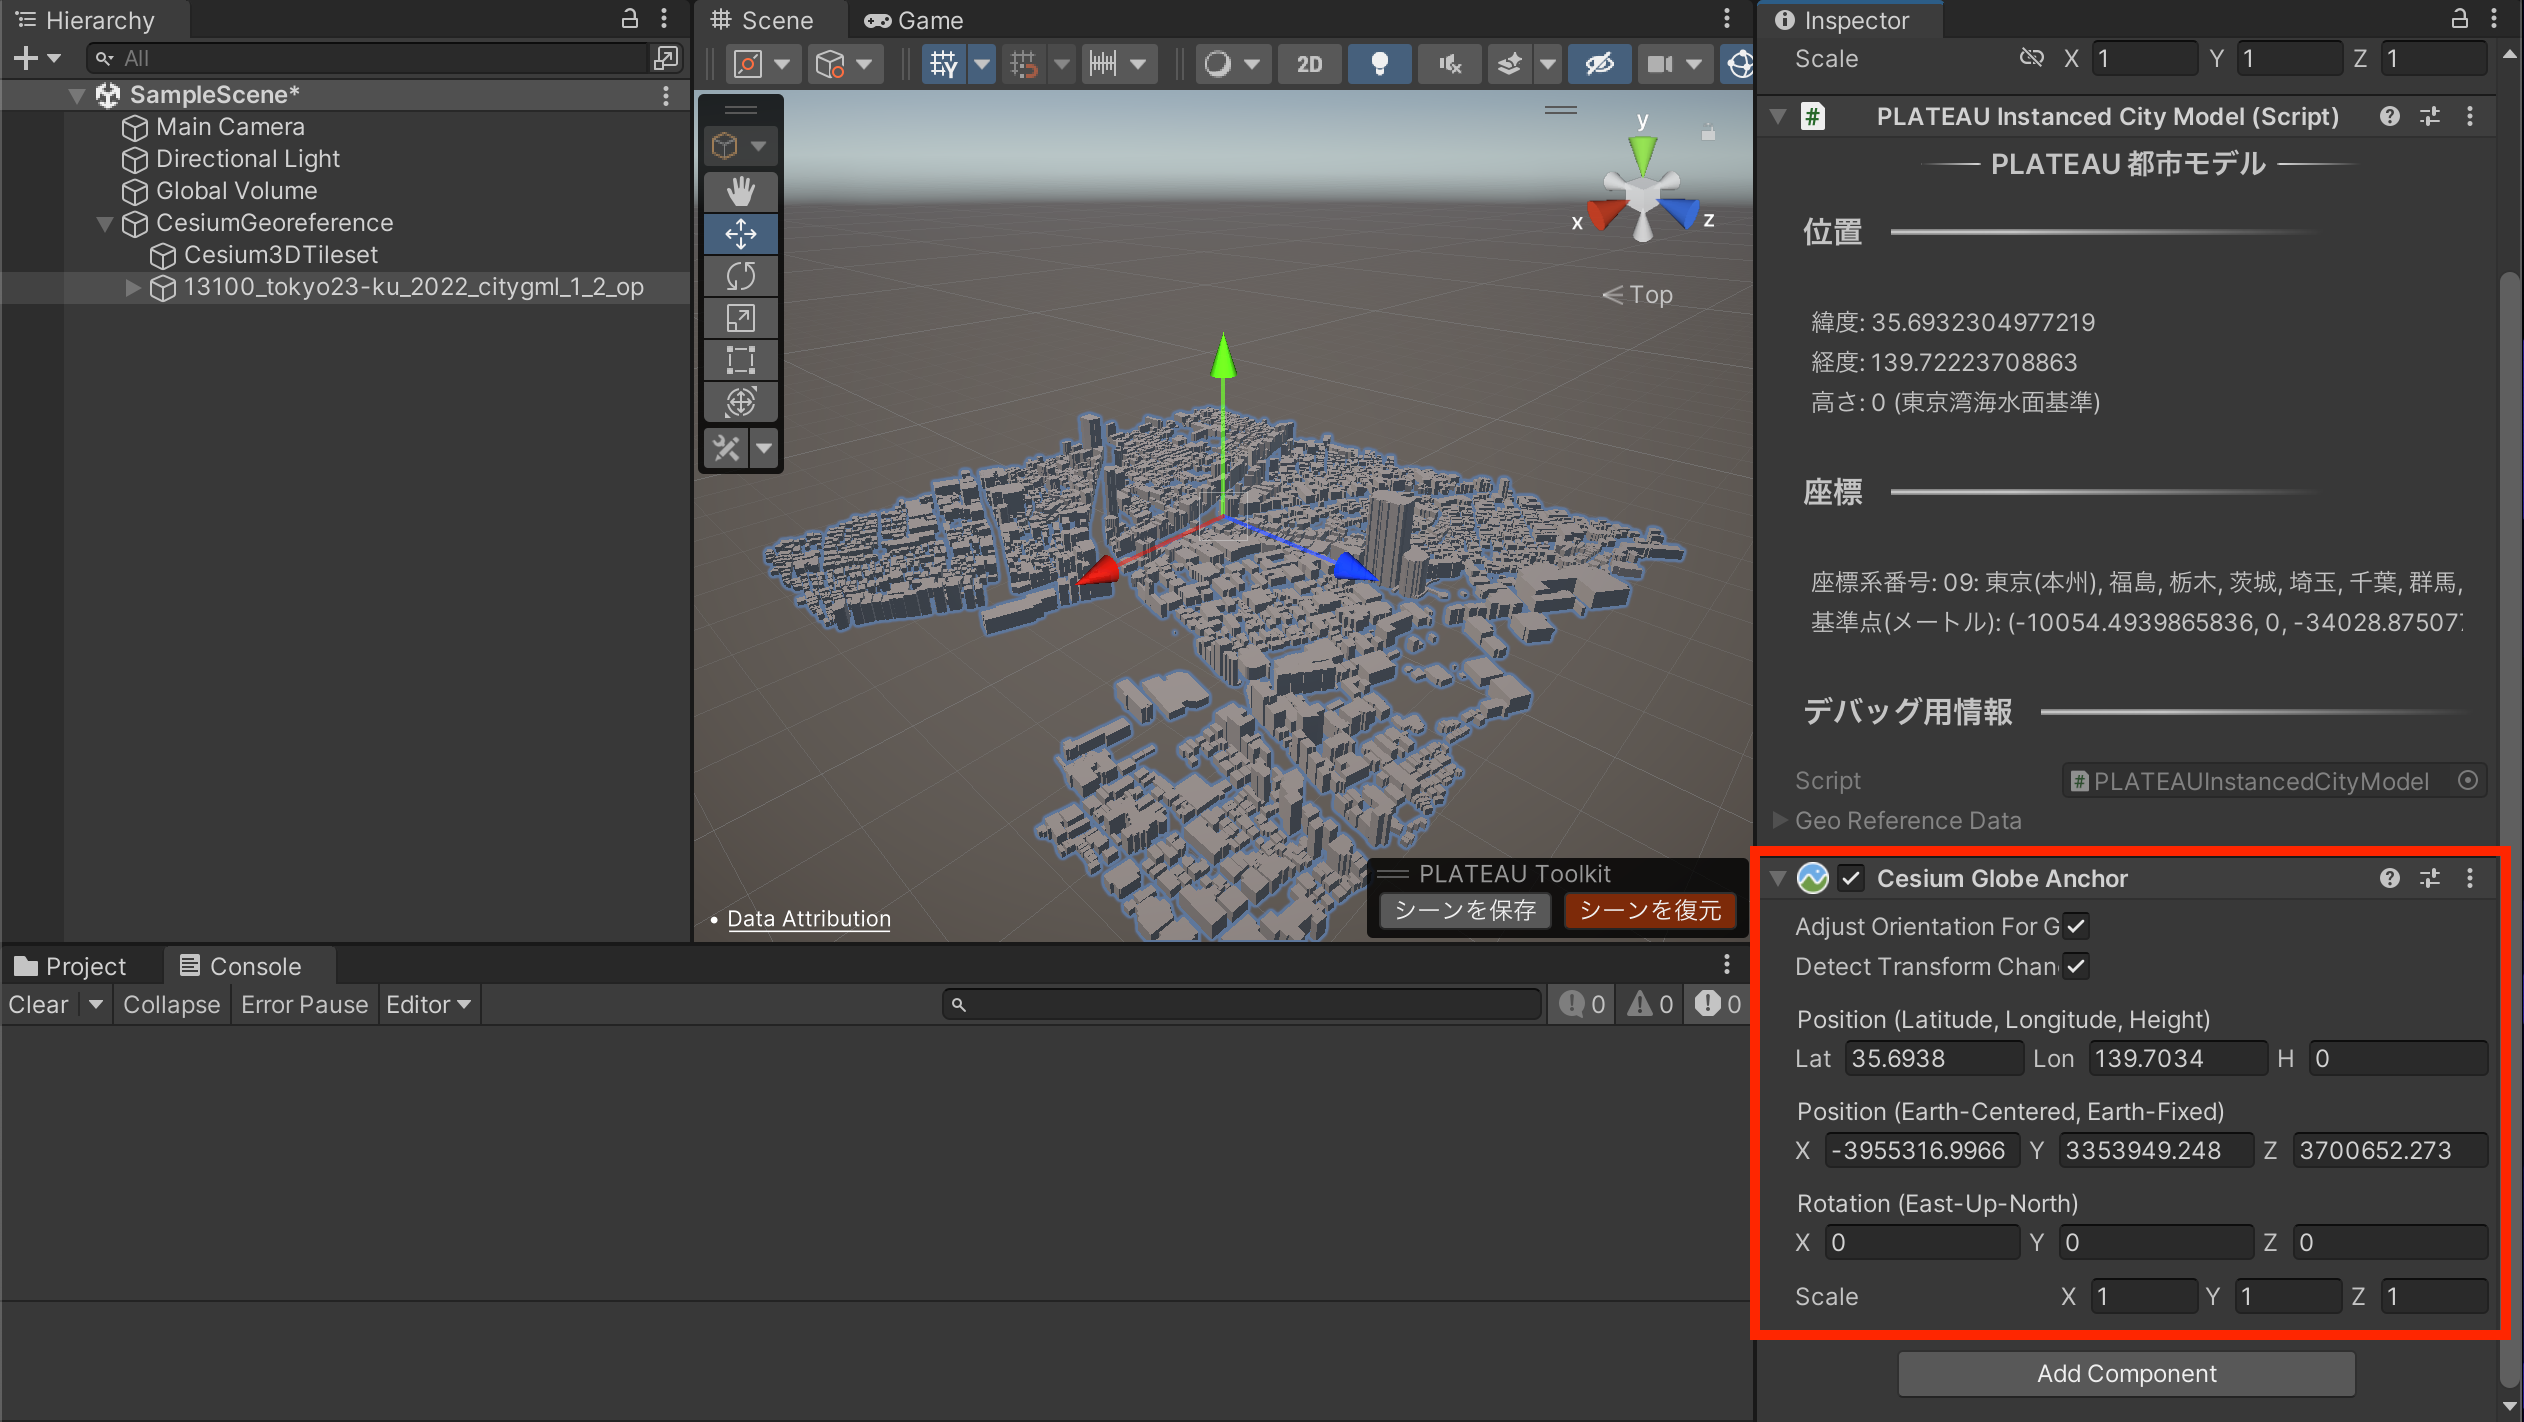 Hierarchy
All
SampleScene*
Main Camera
Directional Light
Global Volume
CesiumGeoreference
Cesium3DTileset
13100_tokyo23-ku_2022_citygml_1_2_op
Scene
Game
2D
y
x
z
Top
Data Attribution
PLATEAU Toolkit
シーンを保存
シーンを復元
Project
Console
Clear
Collapse
Error Pause
Editor
0
0
0
Inspector
Scale X 1 Y 1 Z 1
PLATEAU Instanced City Model (Script)
PLATEAU 都市モデル
位置
緯度: 35.6932304977219
経度: 139.72223708863
高さ: 0 (東京湾海水面基準)
座標
座標系番号: 09: 東京(本州), 福島, 栃木, 茨城, 埼玉, 千葉, 群馬,
基準点(メートル): (-10054.4939865836, 0, -34028.87507
デバッグ用情報
Script PLATEAUInstancedCityModel
Geo Reference Data
Cesium Globe Anchor
Adjust Orientation For G
Detect Transform Chan
Position (Latitude, Longitude, Height)
Lat 35.6938 Lon 139.7034 H 0
Position (Earth-Centered, Earth-Fixed)
X -3955316.9966 Y 3353949.248 Z 3700652.273
Rotation (East-Up-North)
X 0 Y 0 Z 0
Scale X 1 Y 1 Z 1
Add Component